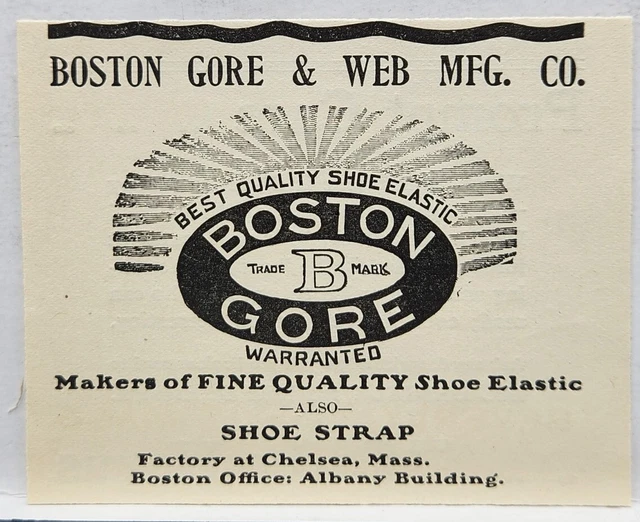 BOSTON GORE & WEB MFG. CO.
BEST QUALITY SHOE ELASTIC
BOSTON
TRADE B MARK
GORE
WARRANTED
Makers of FINE QUALITY Shoe Elastic
—ALSO—
SHOE STRAP
Factory at Chelsea, Mass.
Boston Office: Albany Building.